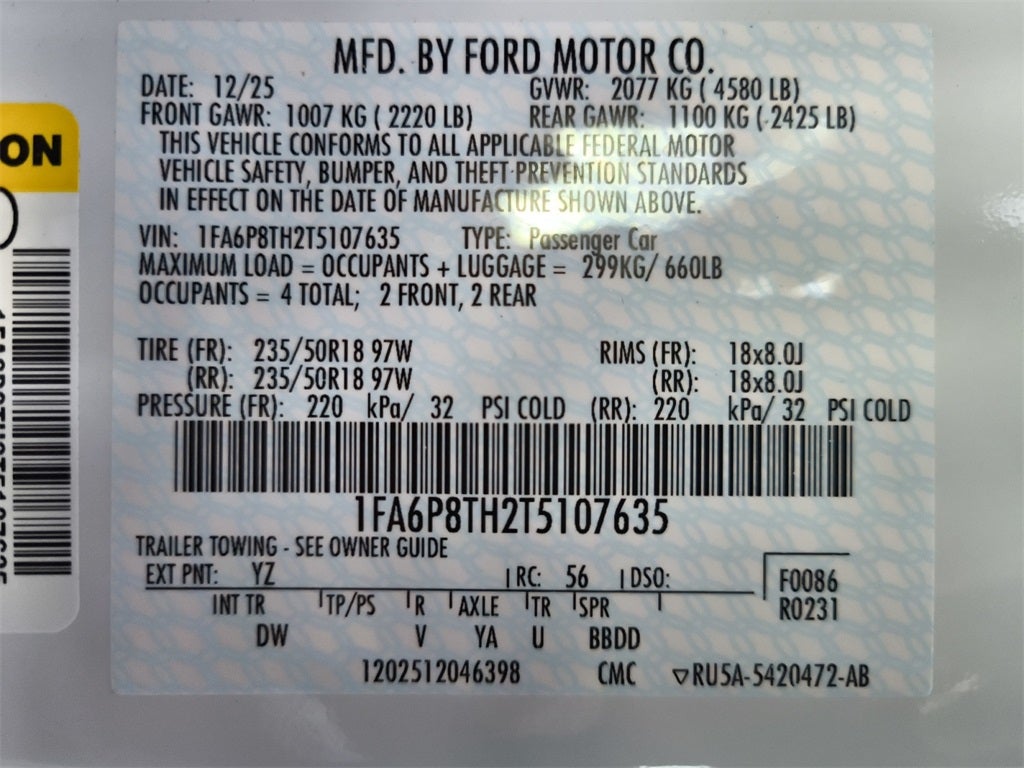 MFD. BY FORD MOTOR CO.
DATE: 12/25 GVWR: 2077 KG ( 4580 LB)
FRONT GAWR: 1007 KG ( 2220 LB) REAR GAWR: 1100 KG ( 2425 LB)
THIS VEHICLE CONFORMS TO ALL APPLICABLE FEDERAL MOTOR
VEHICLE SAFETY, BUMPER, AND THEFT PREVENTION STANDARDS
IN EFFECT ON THE DATE OF MANUFACTURE SHOWN ABOVE.
VIN: 1FA6P8TH2T5107635 TYPE: Passenger Car
MAXIMUM LOAD = OCCUPANTS + LUGGAGE = 299KG/ 660LB
OCCUPANTS = 4 TOTAL; 2 FRONT, 2 REAR
TIRE (FR): 235/50R18 97W RIMS (FR): 18x8.0J
(RR): 235/50R18 97W (RR): 18x8.0J
PRESSURE (FR): 220 kPa/ 32 PSI COLD (RR): 220 kPa/ 32 PSI COLD
1FA6P8TH2T5107635
TRAILER TOWING - SEE OWNER GUIDE
EXT PNT: YZ RC: 56 DSO: F0086
INT TR TP/PS R AXLE TR SPR R0231
DW V YA U BBDD
1202512046398 CMC ▽RU5A-5420472-AB
ON